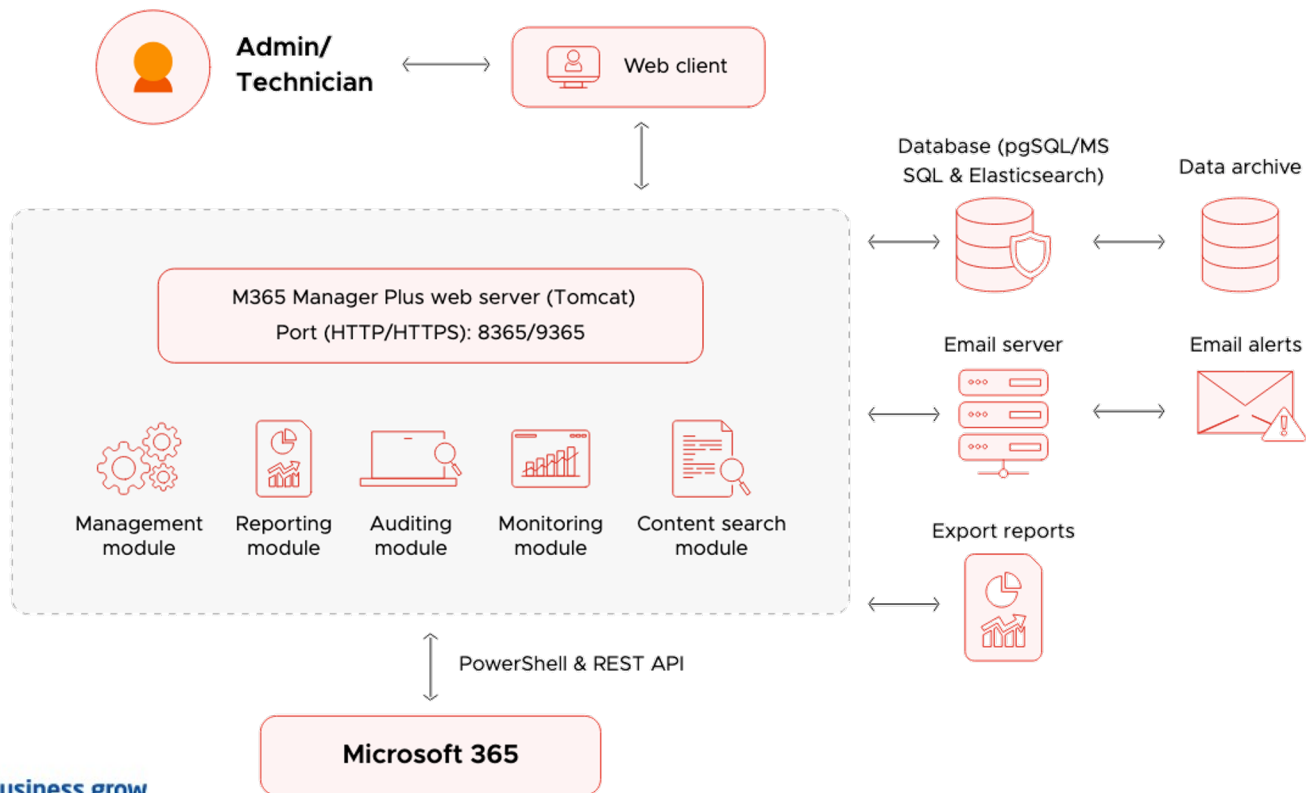 Admin/
Technician
Web client
Database (pgSQL/MS
SQL & Elasticsearch)
Data archive
M365 Manager Plus web server (Tomcat)
Port (HTTP/HTTPS): 8365/9365
Email server
Email alerts
Management
module
Reporting
module
Auditing
module
Monitoring
module
Content search
module
Export reports
PowerShell & REST API
Microsoft 365
usiness grow